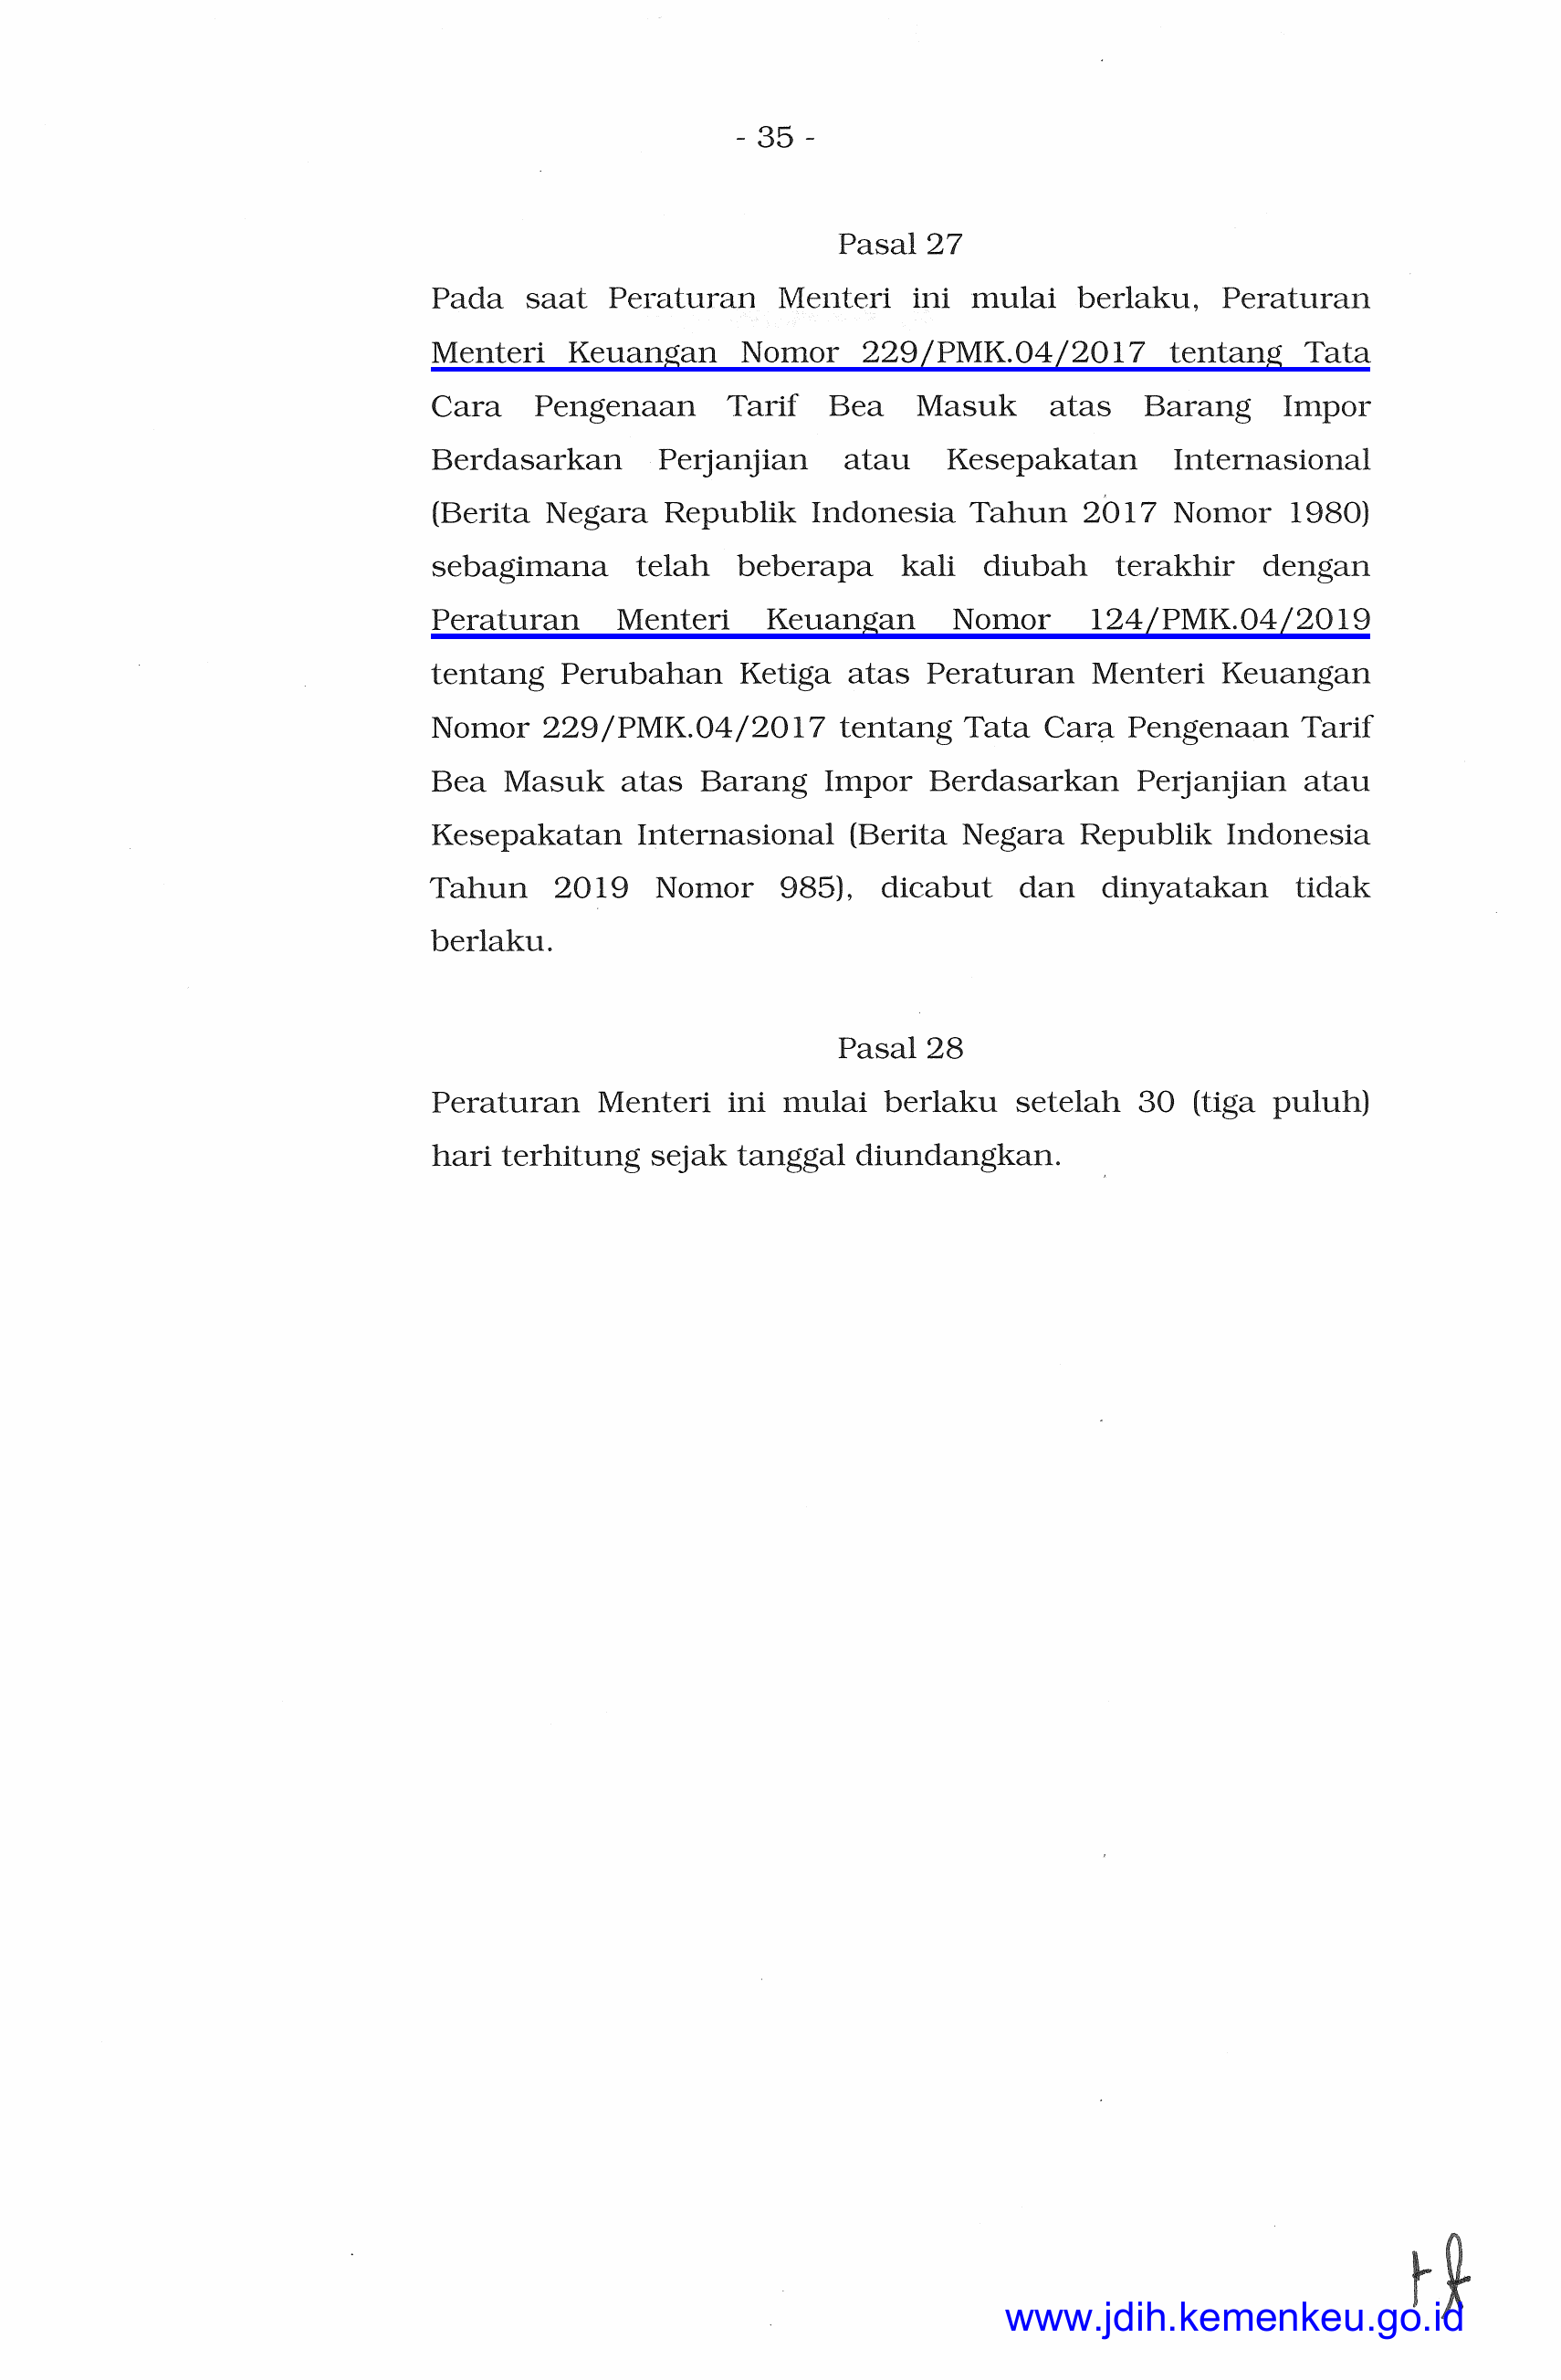 - 35 -
Pasal 27
Pada saat Peraturan Menteri ini mulai berlaku, Peraturan
Menteri Keuangan Nomor 229/PMK.04/2017 tentang Tata
Cara Pengenaan Tarif Bea Masuk atas Barang Impor
Berdasarkan Perjanjian atau Kesepakatan Internasional
(Berita Negara Republik Indonesia Tahun 2017 Nomor 1980)
sebagimana telah beberapa kali diubah terakhir dengan
Peraturan Menteri Keuangan Nomor 124/PMK.04/2019
tentang Perubahan Ketiga atas Peraturan Menteri Keuangan
Nomor 229/PMK.04/2017 tentang Tata Cara Pengenaan Tarif
Bea Masuk atas Barang Impor Berdasarkan Perjanjian atau
Kesepakatan Internasional (Berita Negara Republik Indonesia
Tahun 2019 Nomor 985), dicabut dan dinyatakan tidak
berlaku.
Pasal 28
Peraturan Menteri ini mulai berlaku setelah 30 (tiga puluh)
hari terhitung sejak tanggal diundangkan.
www.jdih.kemenkeu.go.id